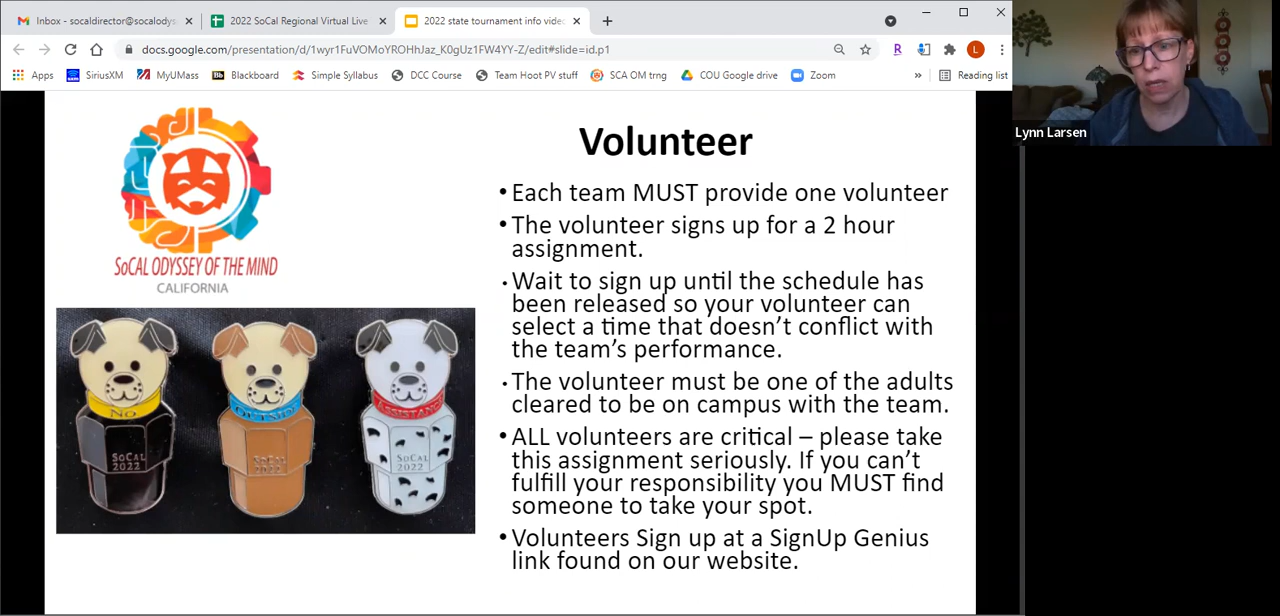 Inbox - socaldirector@socalodys
2022 SoCal Regional Virtual Live
2022 state tournament info video
docs.google.com/presentation/d/1wyr1FuVOMoYROHhJaz_K0gUz1FW4YY-Z/edit#slide=id.p1
R
L
Apps
SiriusXM
MyUMass
Bb Blackboard
Simple Syllabus
DCC Course
Team Hoot PV stuff
SCA OM trng
COU Google drive
Zoom
»
Reading list
Lynn Larsen
SoCAL ODYSSEY OF THE MIND
CALIFORNIA
NO
OUTSIDE
ASSISTANCE
SoCAL
2022
SoCAL
2022
SoCAL
2022
Volunteer
•Each team MUST provide one volunteer
•The volunteer signs up for a 2 hour
assignment.
•Wait to sign up until the schedule has
been released so your volunteer can
select a time that doesn’t conflict with
the team’s performance.
•The volunteer must be one of the adults
cleared to be on campus with the team.
•ALL volunteers are critical – please take
this assignment seriously. If you can’t
fulfill your responsibility you MUST find
someone to take your spot.
•Volunteers Sign up at a SignUp Genius
link found on our website.